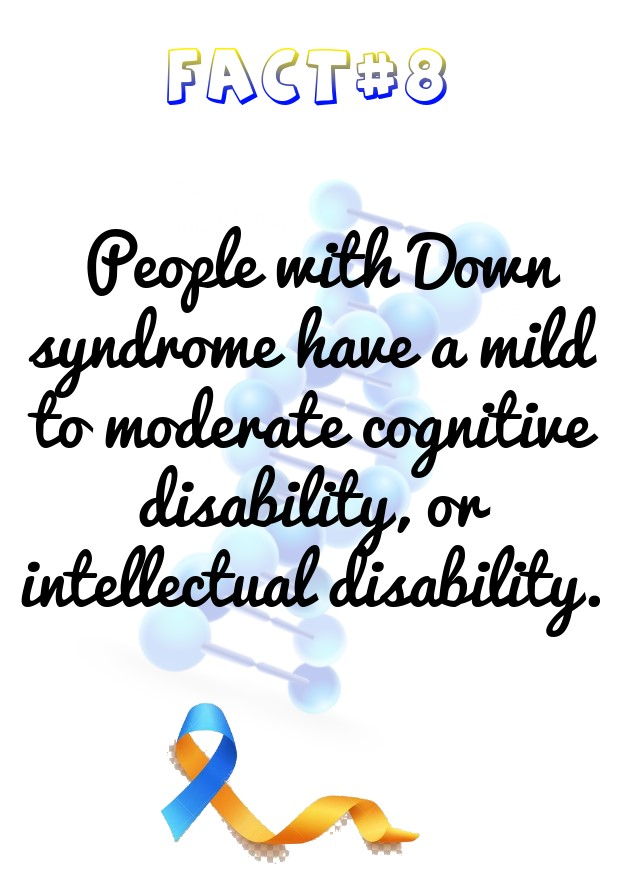 FACT#8
People with Down
syndrome have a mild
to moderate cognitive
disability, or
intellectual disability.